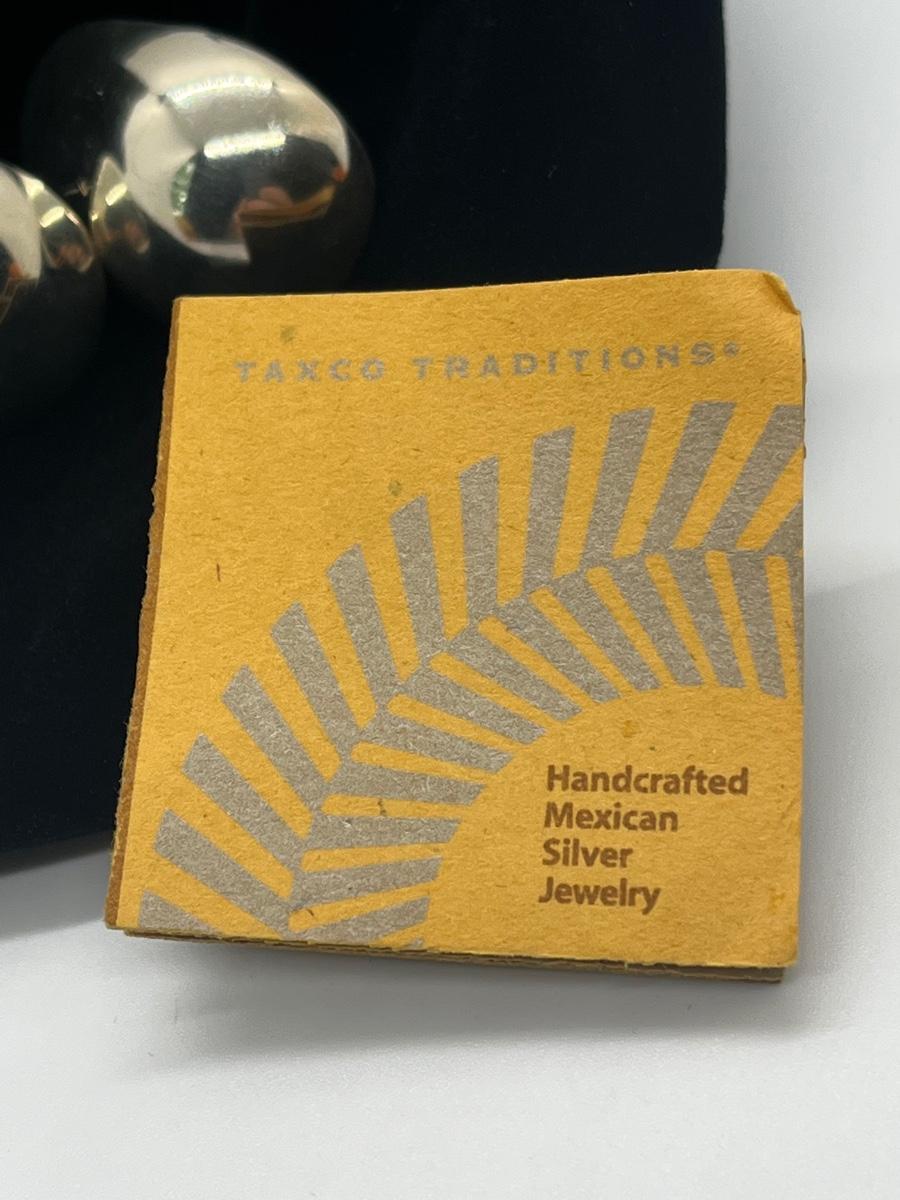 TAXCO TRADITIONS®
Handcrafted
Mexican
Silver
Jewelry